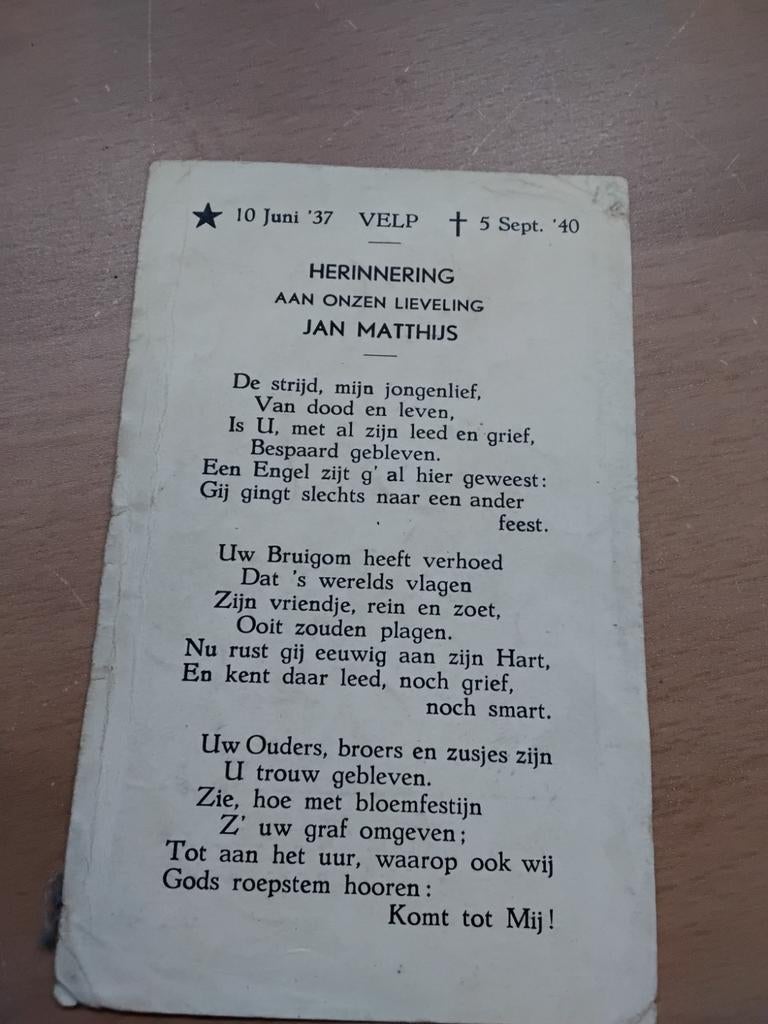 ★ 10 Juni '37 VELP † 5 Sept. '40
HERINNERING
AAN ONZEN LIEVELING
JAN MATTHIJS
De strijd, mijn jongenlief,
Van dood en leven,
Is U, met al zijn leed en grief,
Bespaard gebleven.
Een Engel zijt g' al hier geweest:
Gij gingt slechts naar een ander
feest.
Uw Bruigom heeft verhoed
Dat 's werelds vlagen
Zijn vriendje, rein en zoet,
Ooit zouden plagen.
Nu rust gij eeuwig aan zijn Hart,
En kent daar leed, noch grief,
noch smart.
Uw Ouders, broers en zusjes zijn
U trouw gebleven.
Zie, hoe met bloemfestijn
Z' uw graf omgeven;
Tot aan het uur, waarop ook wij
Gods roepstem hooren:
Komt tot Mij!